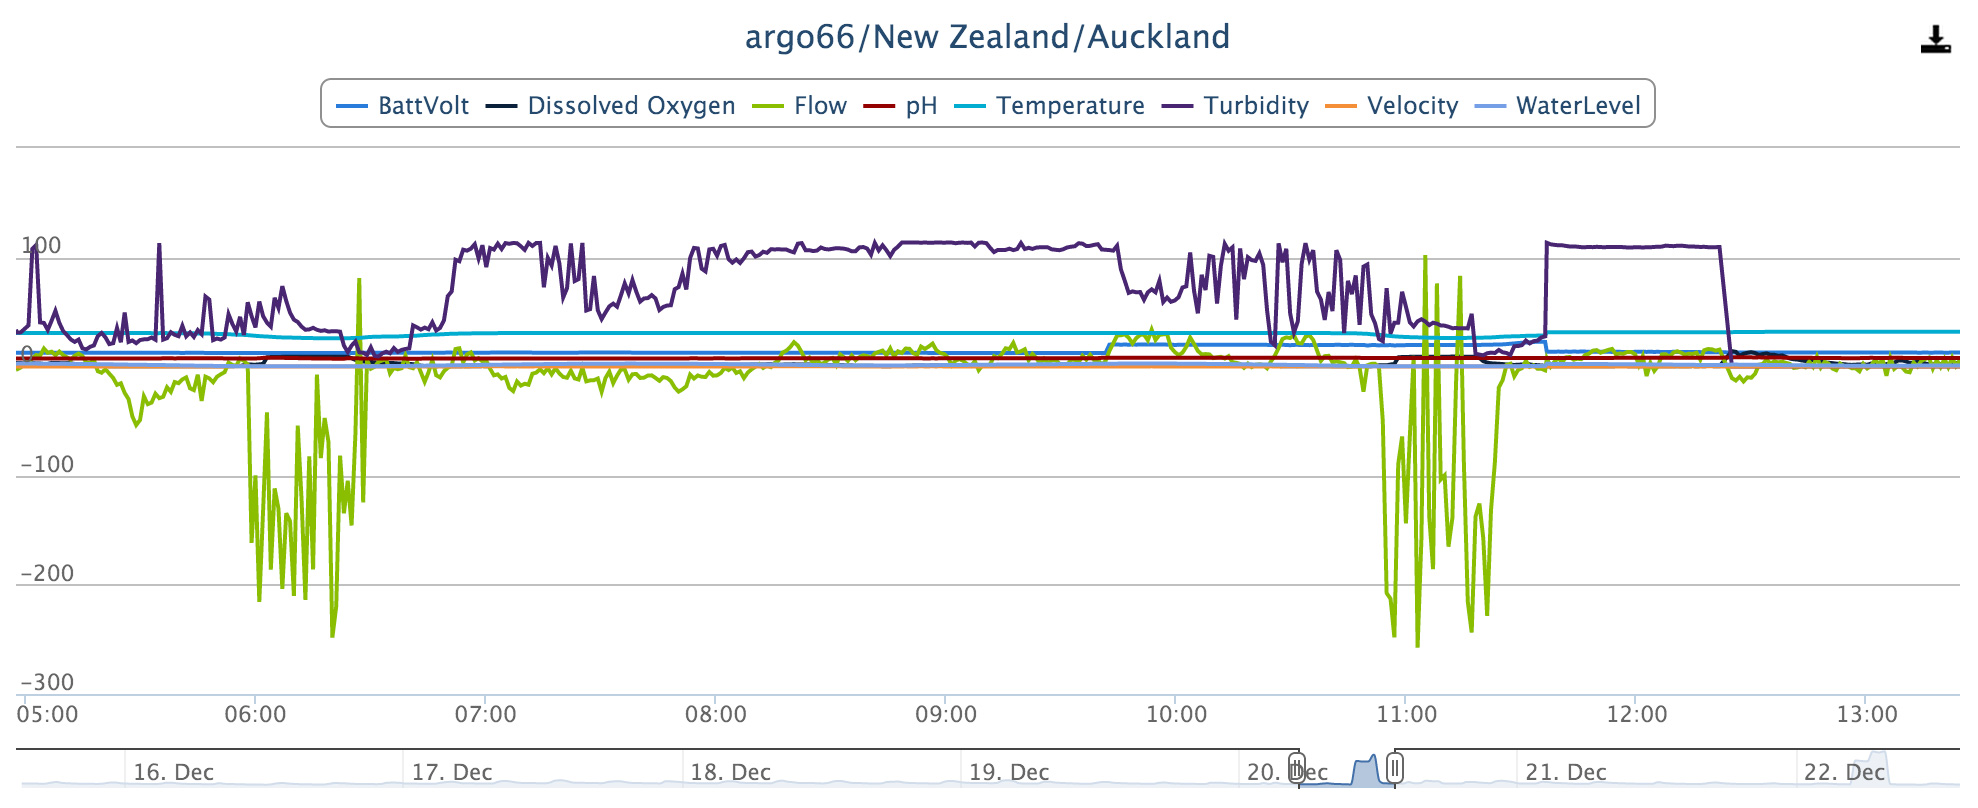 argo66/New Zealand/Auckland
BattVolt Dissolved Oxygen Flow pH Temperature Turbidity Velocity WaterLevel
100
0
-100
-200
-300
05:00 06:00 07:00 08:00 09:00 10:00 11:00 12:00 13:00
16. Dec 17. Dec 18. Dec 19. Dec 20. Dec 21. Dec 22. Dec